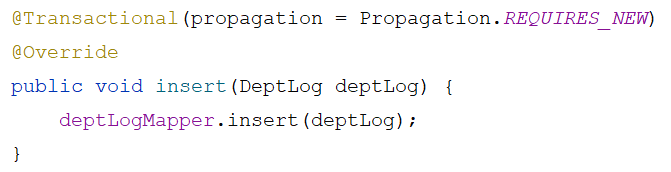 @Transactional(propagation = Propagation.REQUIRES_NEW)
@Override
public void insert(DeptLog deptLog) {
    deptLogMapper.insert(deptLog);
}